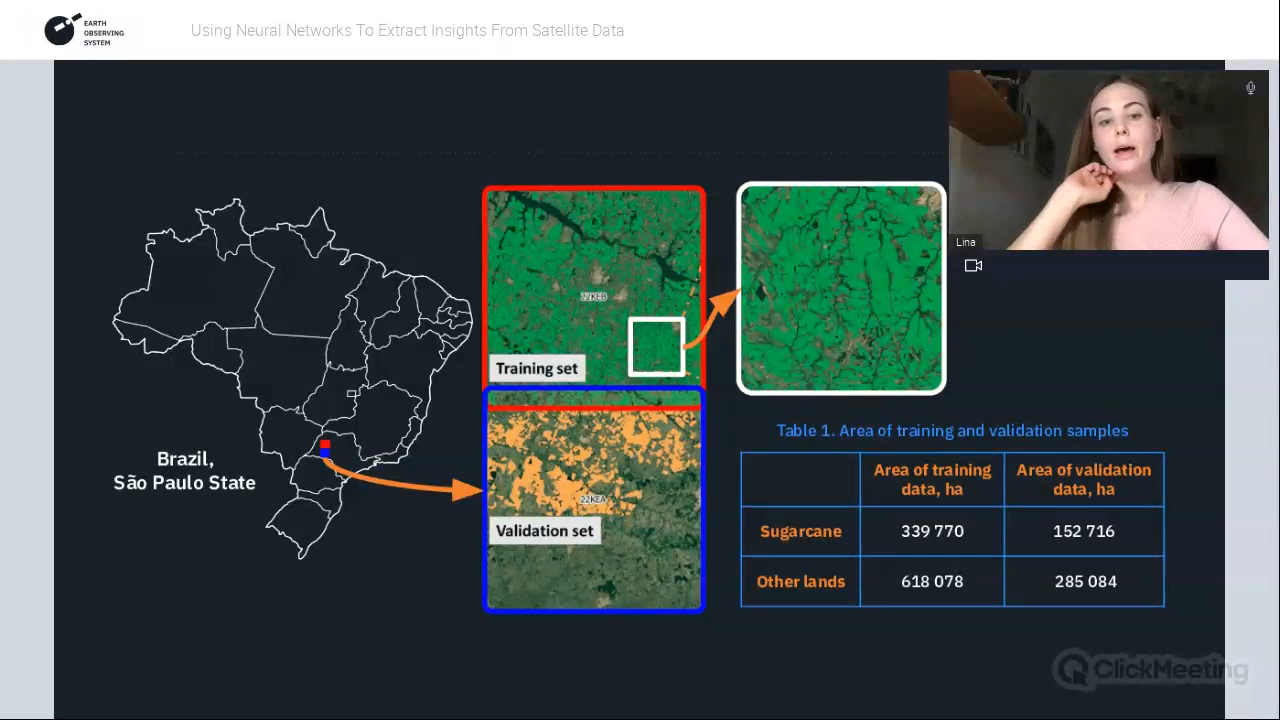 EARTH
OBSERVING
SYSTEM
Using Neural Networks To Extract Insights From Satellite Data
Lina
22KEB
Training set
Brazil,
São Paulo State
22KEA
Validation set
Table 1. Area of training and validation samples
Area of training data, ha
Area of validation data, ha
Sugarcane 339 770 152 716
Other lands 618 078 285 084
ClickMeeting